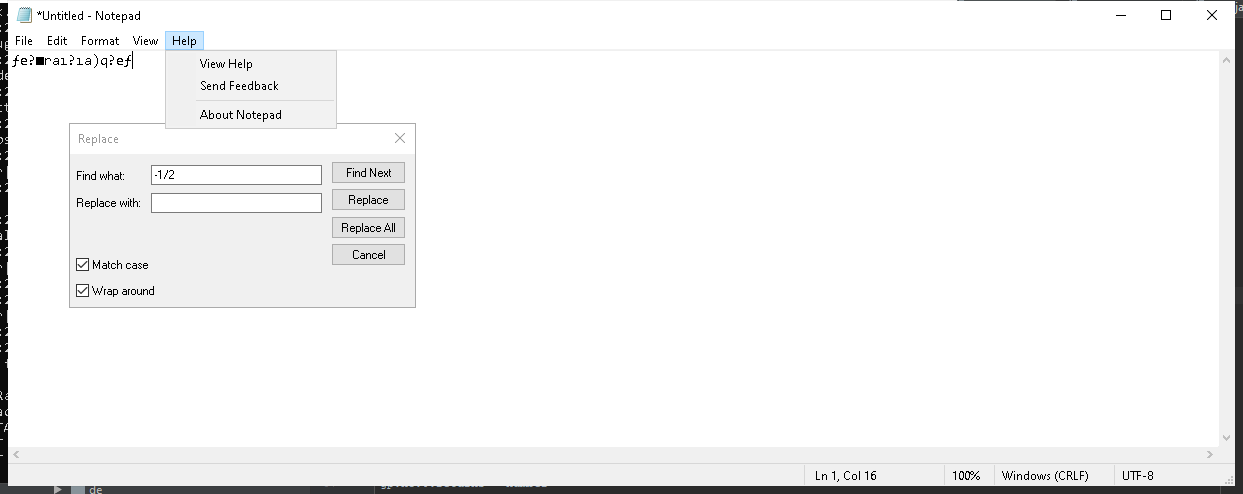 *Untitled - Notepad
File Edit Format View Help
ƒe?■raı?ıa)q?eƒ
View Help
Send Feedback
About Notepad
Replace
Find what: -1/2 Find Next
Replace with: Replace
Replace All
Cancel
Match case
Wrap around
Ln 1, Col 16 100% Windows (CRLF) UTF-8
de